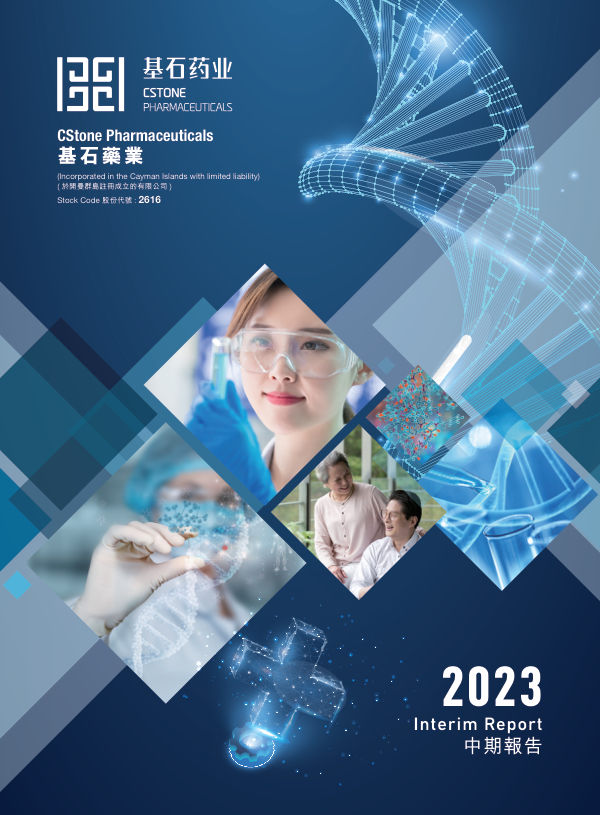 基石药业
CSTONE
PHARMACEUTICALS
CStone Pharmaceuticals
基石藥業
(Incorporated in the Cayman Islands with limited liability)
( 於開曼群島註冊成立的有限公司 )
Stock Code 股份代號 : 2616
2023
Interim Report
中期報告